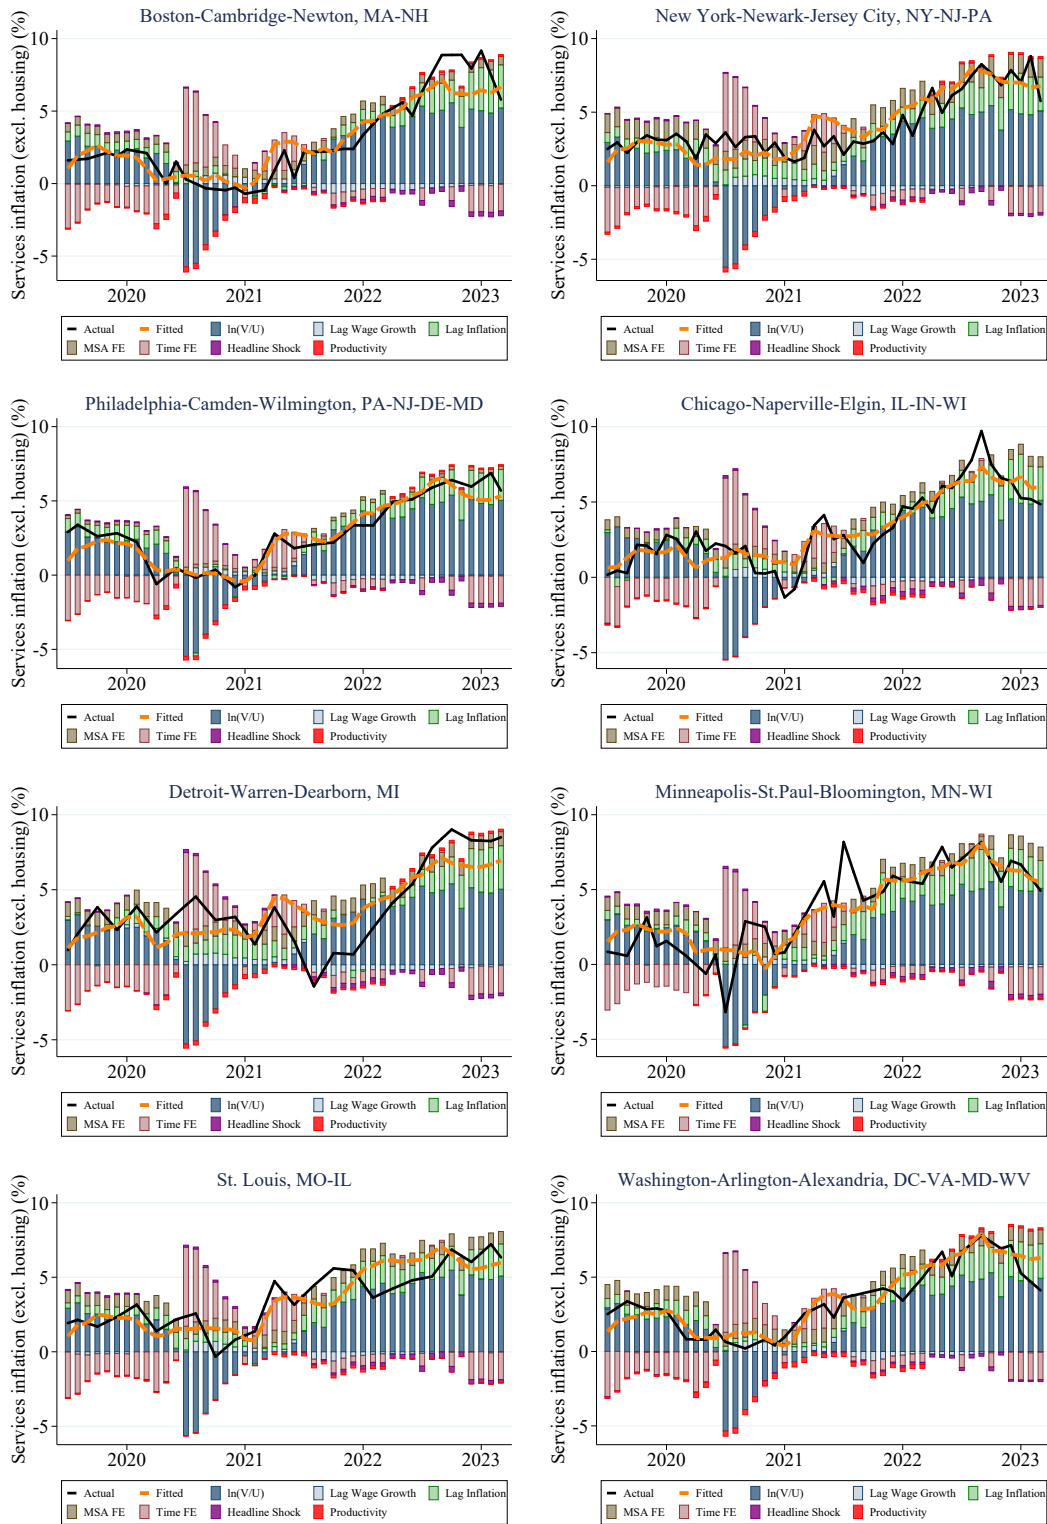 Boston-Cambridge-Newton, MA-NH
Services inflation (excl. housing) (%)
10
5
0
-5
2020 2021 2022 2023
Actual Fitted ln(V/U) Lag Wage Growth Lag Inflation
MSA FE Time FE Headline Shock Productivity
New York-Newark-Jersey City, NY-NJ-PA
Services inflation (excl. housing) (%)
10
5
0
-5
2020 2021 2022 2023
Actual Fitted ln(V/U) Lag Wage Growth Lag Inflation
MSA FE Time FE Headline Shock Productivity
Philadelphia-Camden-Wilmington, PA-NJ-DE-MD
Services inflation (excl. housing) (%)
10
5
0
-5
2020 2021 2022 2023
Actual Fitted ln(V/U) Lag Wage Growth Lag Inflation
MSA FE Time FE Headline Shock Productivity
Chicago-Naperville-Elgin, IL-IN-WI
Services inflation (excl. housing) (%)
10
5
0
-5
2020 2021 2022 2023
Actual Fitted ln(V/U) Lag Wage Growth Lag Inflation
MSA FE Time FE Headline Shock Productivity
Detroit-Warren-Dearborn, MI
Services inflation (excl. housing) (%)
10
5
0
-5
2020 2021 2022 2023
Actual Fitted ln(V/U) Lag Wage Growth Lag Inflation
MSA FE Time FE Headline Shock Productivity
Minneapolis-St.Paul-Bloomington, MN-WI
Services inflation (excl. housing) (%)
10
5
0
-5
2020 2021 2022 2023
Actual Fitted ln(V/U) Lag Wage Growth Lag Inflation
MSA FE Time FE Headline Shock Productivity
St. Louis, MO-IL
Services inflation (excl. housing) (%)
10
5
0
-5
2020 2021 2022 2023
Actual Fitted ln(V/U) Lag Wage Growth Lag Inflation
MSA FE Time FE Headline Shock Productivity
Washington-Arlington-Alexandria, DC-VA-MD-WV
Services inflation (excl. housing) (%)
10
5
0
-5
2020 2021 2022 2023
Actual Fitted ln(V/U) Lag Wage Growth Lag Inflation
MSA FE Time FE Headline Shock Productivity